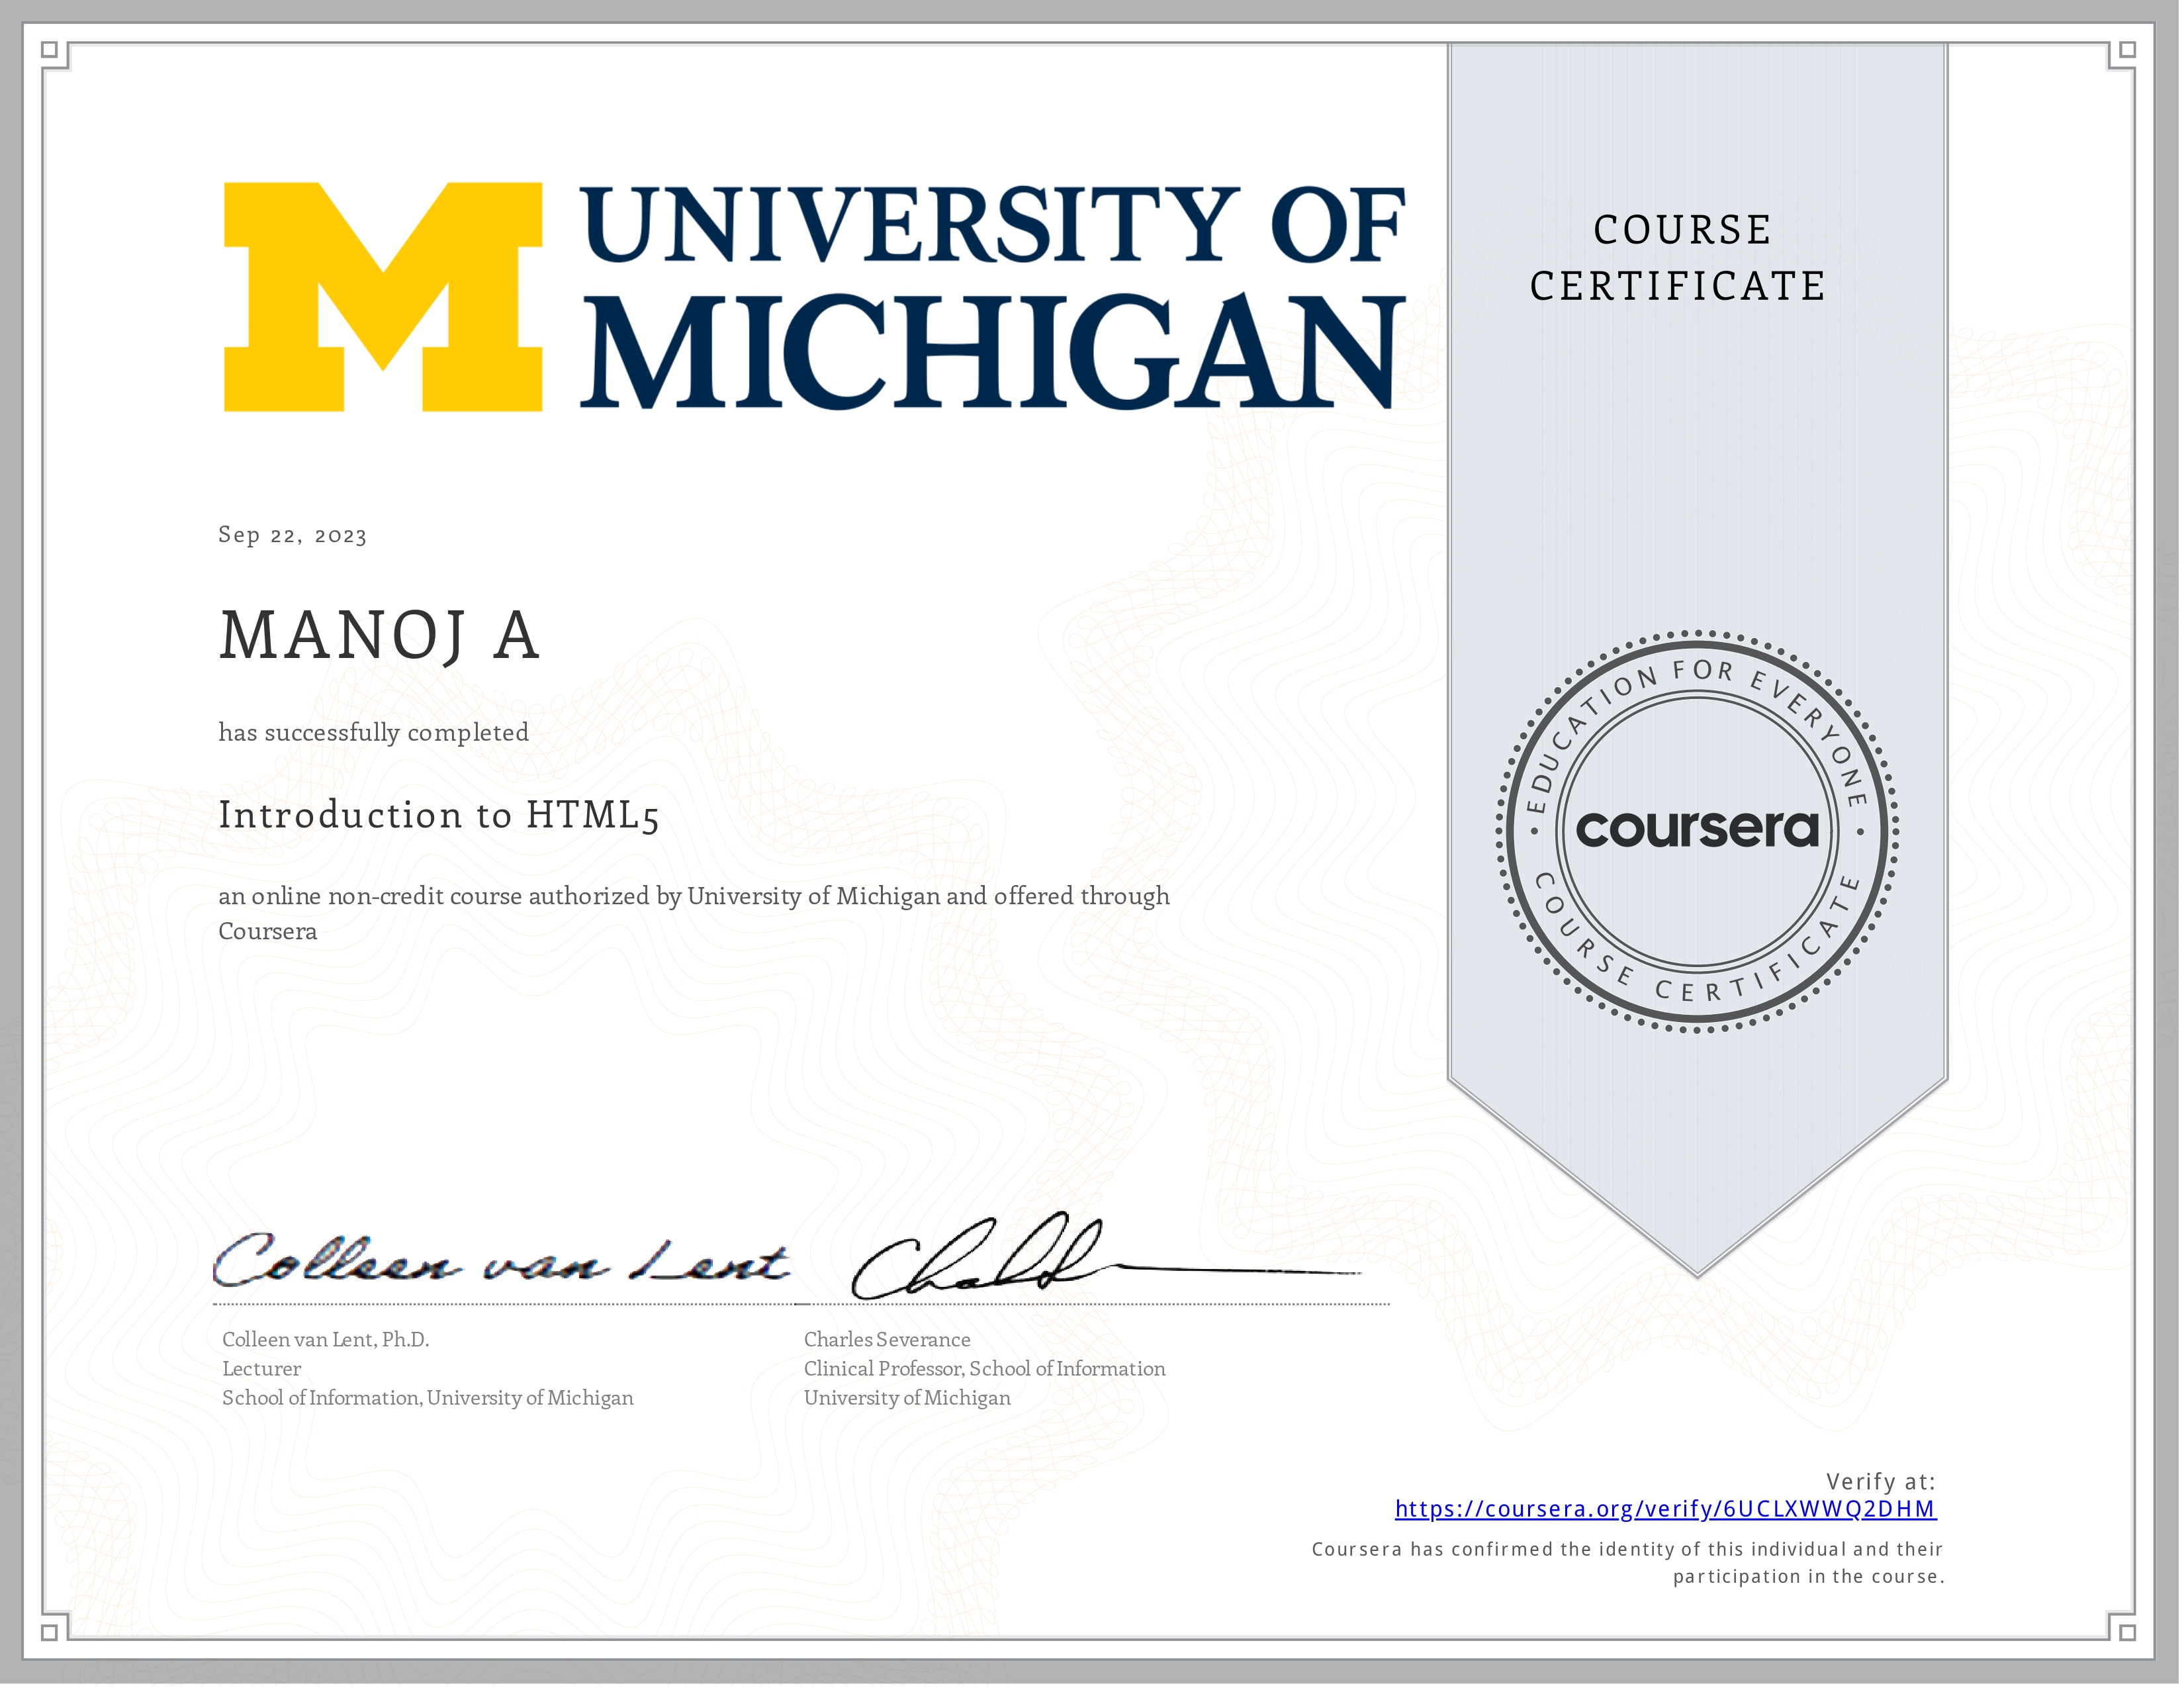 UNIVERSITY OF
MICHIGAN
COURSE
CERTIFICATE
Sep 22, 2023
MANOJ A
has successfully completed
Introduction to HTML5
an online non-credit course authorized by University of Michigan and offered through
Coursera
EDUCATION FOR EVERYONE
coursera
COURSE CERTIFICATE
Colleen van Lent
Colleen van Lent, Ph.D.
Lecturer
School of Information, University of Michigan
Charles Severance
Clinical Professor, School of Information
University of Michigan
Verify at:
https://coursera.org/verify/6UCLXWWQ2DHM
Coursera has confirmed the identity of this individual and their
participation in the course.